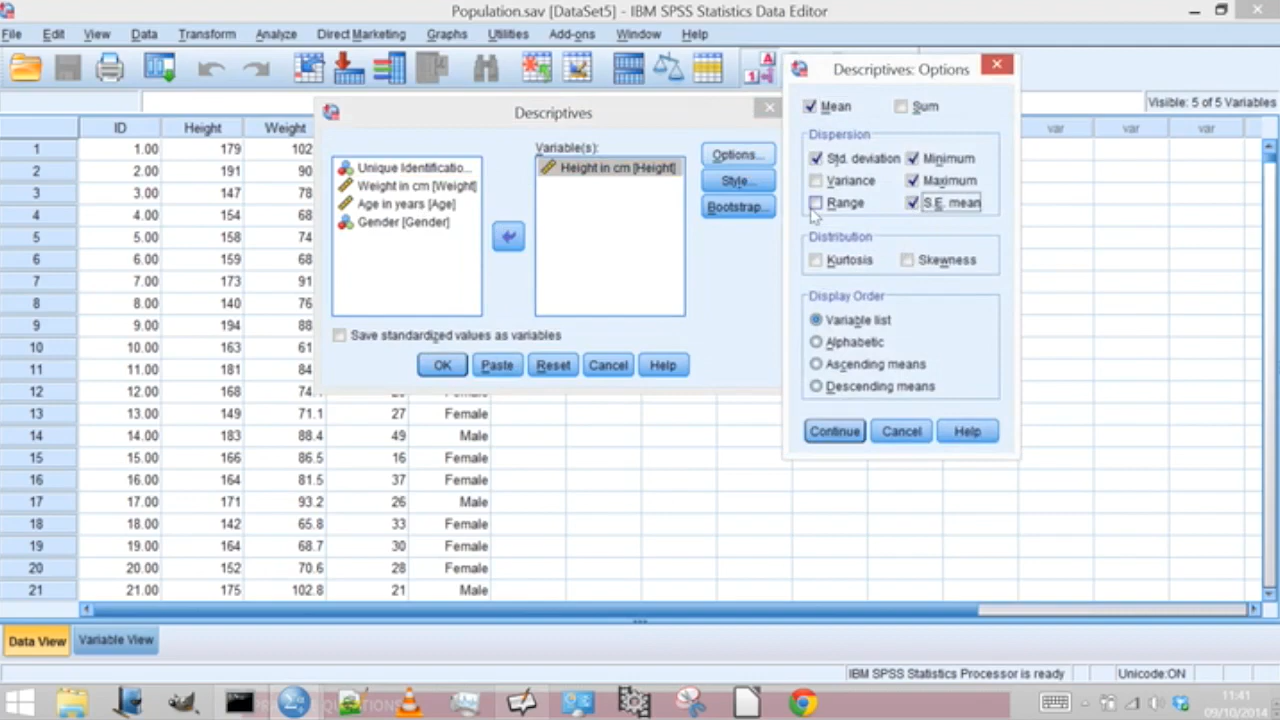 Population.sav [DataSet5] - IBM SPSS Statistics Data Editor
File Edit View Data Transform Analyze Direct Marketing Graphs Utilities Add-ons Window Help
Visible: 5 of 5 Variables
ID Height Weight var var var
1 1.00 179 102
2 2.00 191 90
3 3.00 147 78
4 4.00 154 68
5 5.00 158 74
6 6.00 159 68
7 7.00 173 91
8 8.00 140 76
9 9.00 194 88
10 10.00 163 61
11 11.00 181 84
12 12.00 168 74. Female
13 13.00 149 71.1 27 Female
14 14.00 183 88.4 49 Male
15 15.00 166 86.5 16 Female
16 16.00 164 81.5 37 Female
17 17.00 171 93.2 26 Male
18 18.00 142 65.8 33 Female
19 19.00 164 68.7 30 Female
20 20.00 152 70.6 28 Female
21 21.00 175 102.8 21 Male
Descriptives
Variable(s):
Unique Identificatio...
Weight in cm [Weight]
Age in years [Age]
Gender [Gender]
Height in cm [Height]
Options...
Style...
Bootstrap...
Save standardized values as variables
OK Paste Reset Cancel Help
Descriptives: Options
Mean Sum
Dispersion
Std. deviation Minimum
Variance Maximum
Range S.E. mean
Distribution
Kurtosis Skewness
Display Order
Variable list
Alphabetic
Ascending means
Descending means
Continue Cancel Help
Data View Variable View
IBM SPSS Statistics Processor is ready Unicode:ON
11:41
09/10/2014